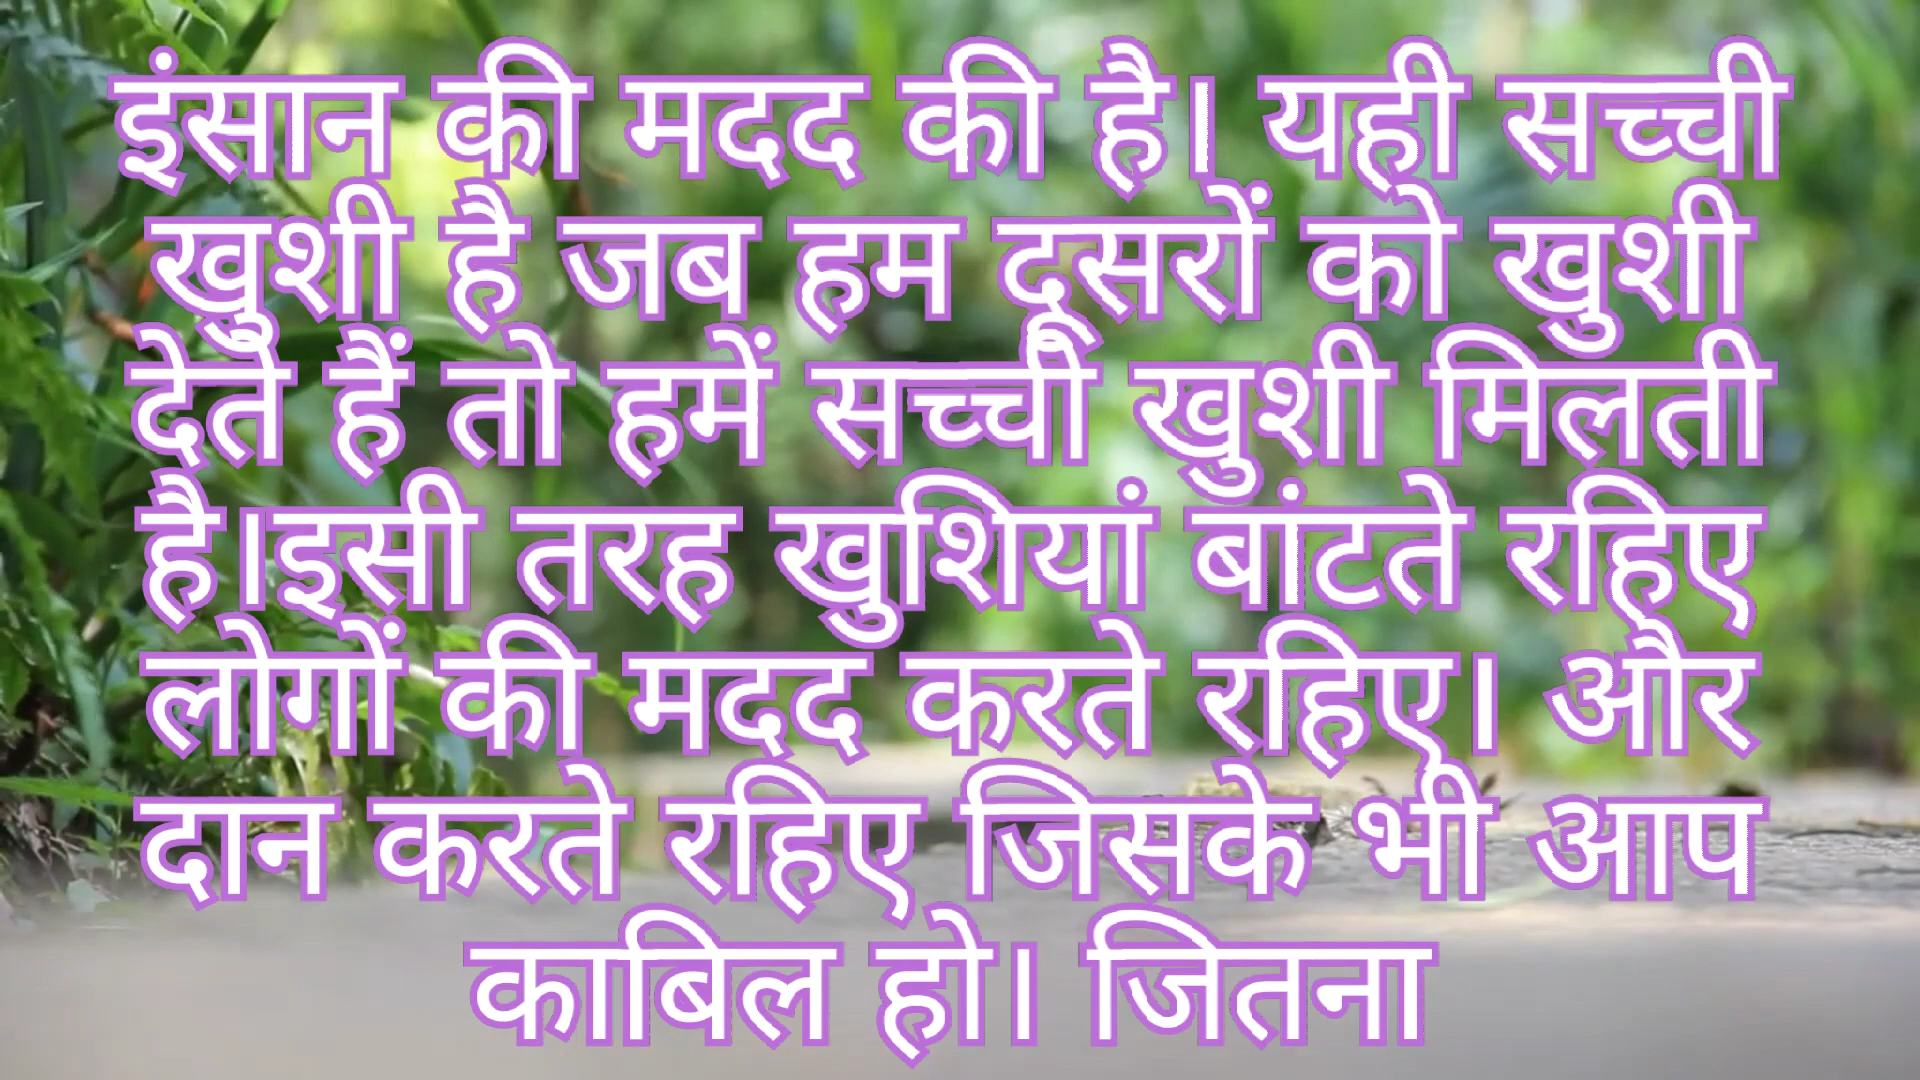 इंसान की मदद की है। यही सच्ची
खुशी है जब हम दूसरों को खुशी
देते हैं तो हमें सच्ची खुशी मिलती
है।इसी तरह खुशियां बांटते रहिए
लोगों की मदद करते रहिए। और
दान करते रहिए जिसके भी आप
काबिल हो। जितना